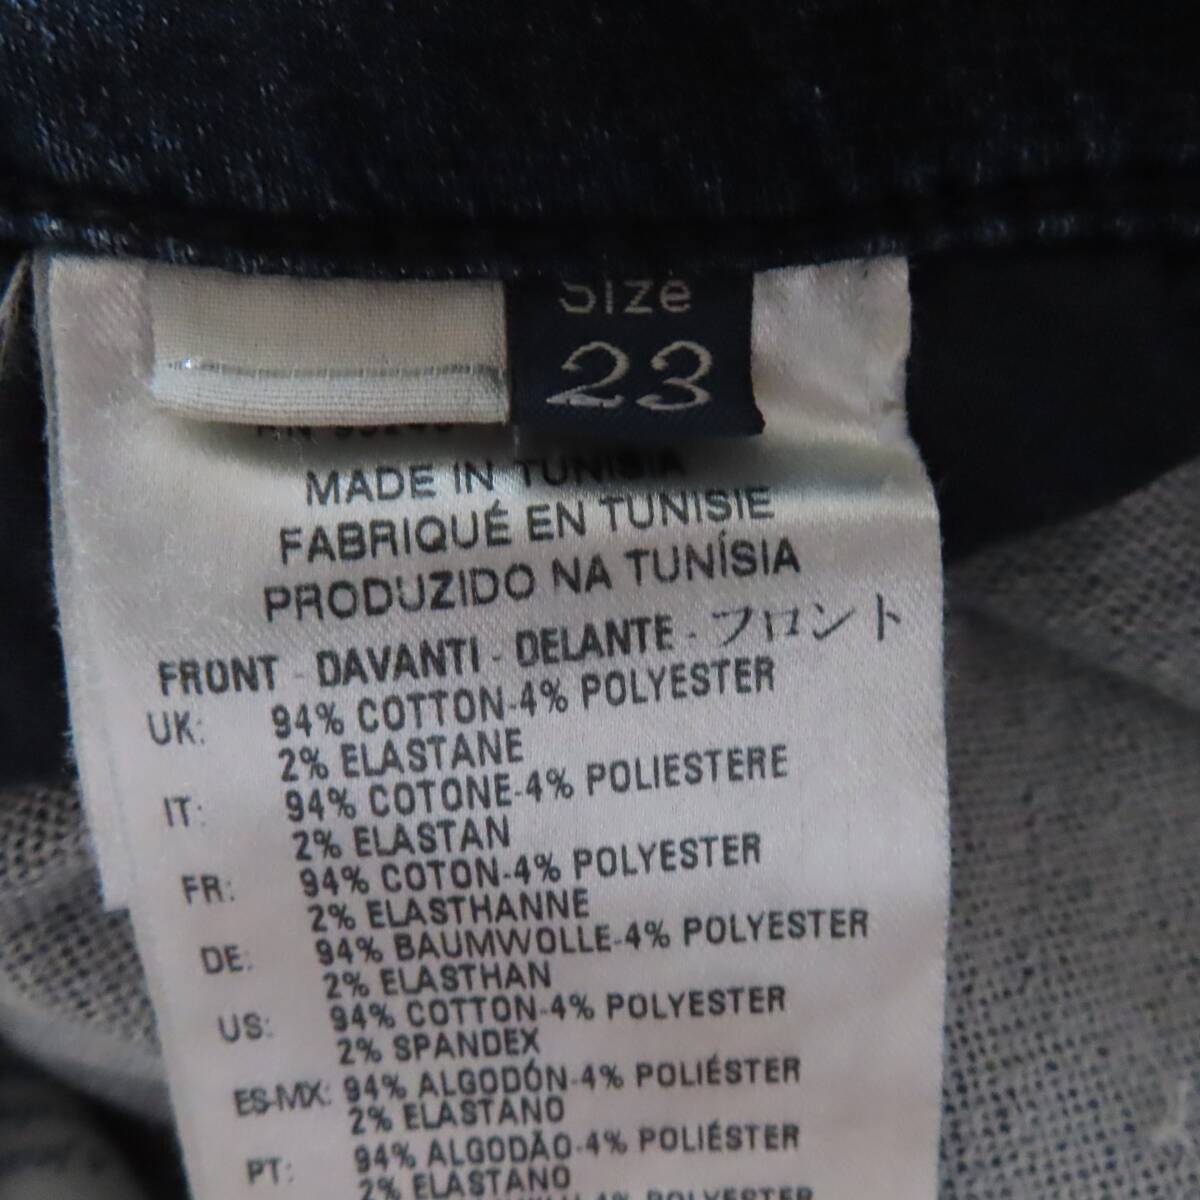 Size
23
MADE IN TUNISIA
FABRIQUÉ EN TUNISIE
PRODUZIDO NA TUNÍSIA
FRONT - DAVANTI - DELANTE - フロント
UK: 94% COTTON-4% POLYESTER
2% ELASTANE
IT: 94% COTONE-4% POLIESTERE
2% ELASTAN
FR: 94% COTON-4% POLYESTER
2% ELASTHANNE
DE: 94% BAUMWOLLE-4% POLYESTER
2% ELASTHAN
US: 94% COTTON-4% POLYESTER
2% SPANDEX
ES-MX: 94% ALGODÓN-4% POLIÉSTER
2% ELASTANO
PT: 94% ALGODÃO-4% POLIÉSTER
2% ELASTANO
4% POLYESTER